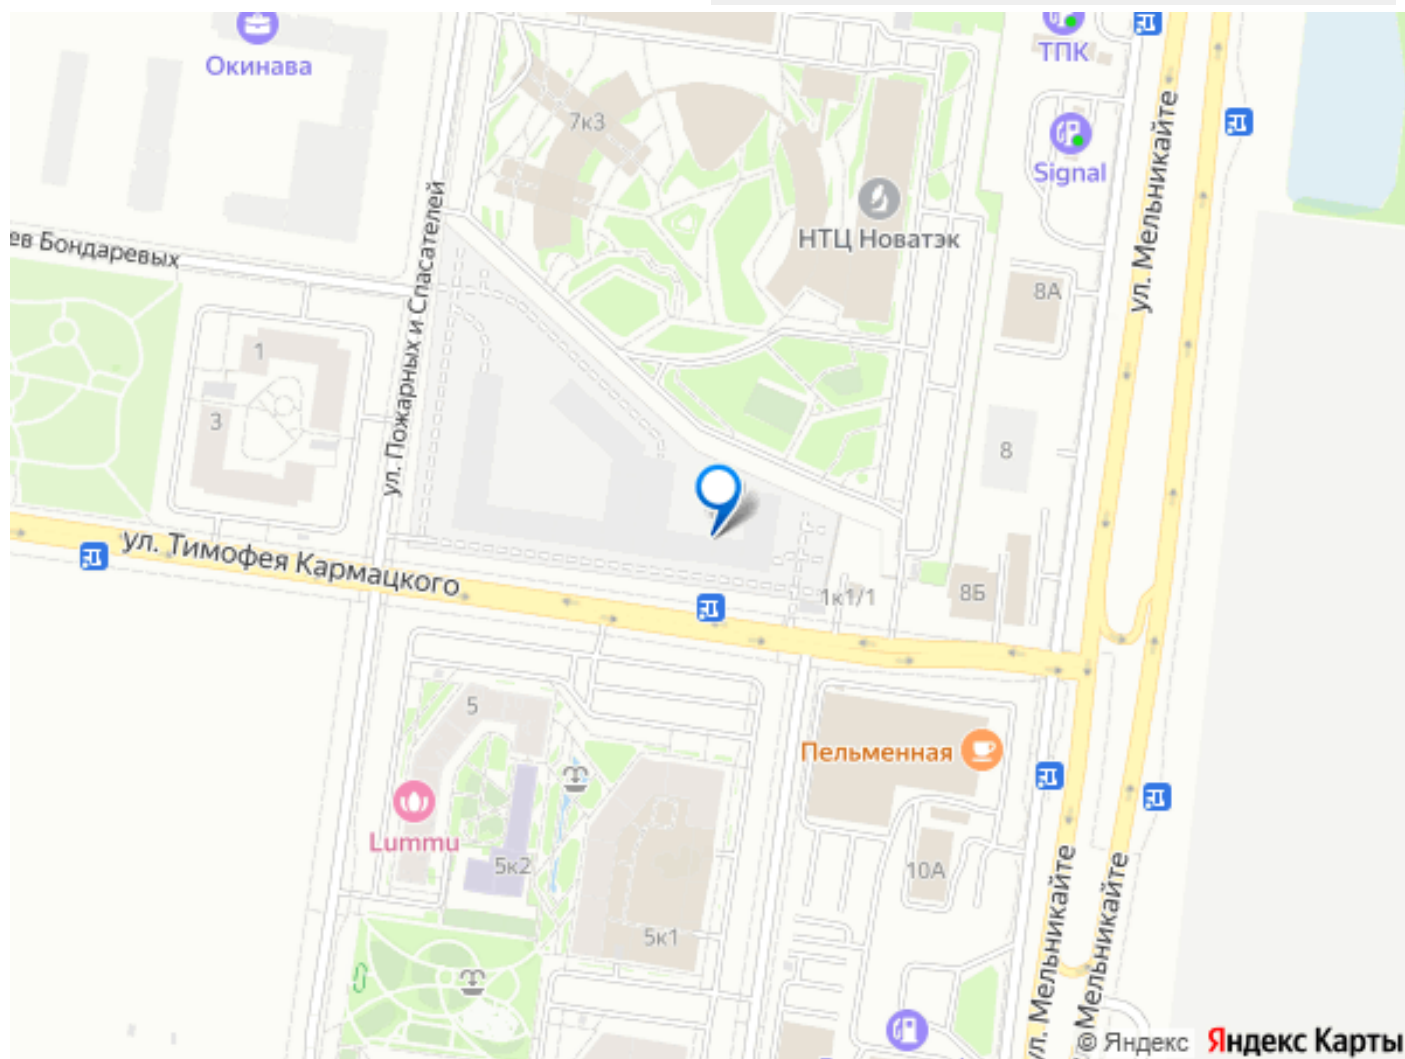 Окинава
ТПК
7к3
Signal
ул. Мельникайте
НТЦ Новатэк
ев Бондаревых
ул. Пожарных и Спасателей
8А
1
3
8
ул. Тимофея Кармацкого
1к1/1
8Б
5
Пельменная
Lummu
5к2
10А
5к1
ул. Мельникайте
Мельникайте
© Яндекс Яндекс Карты